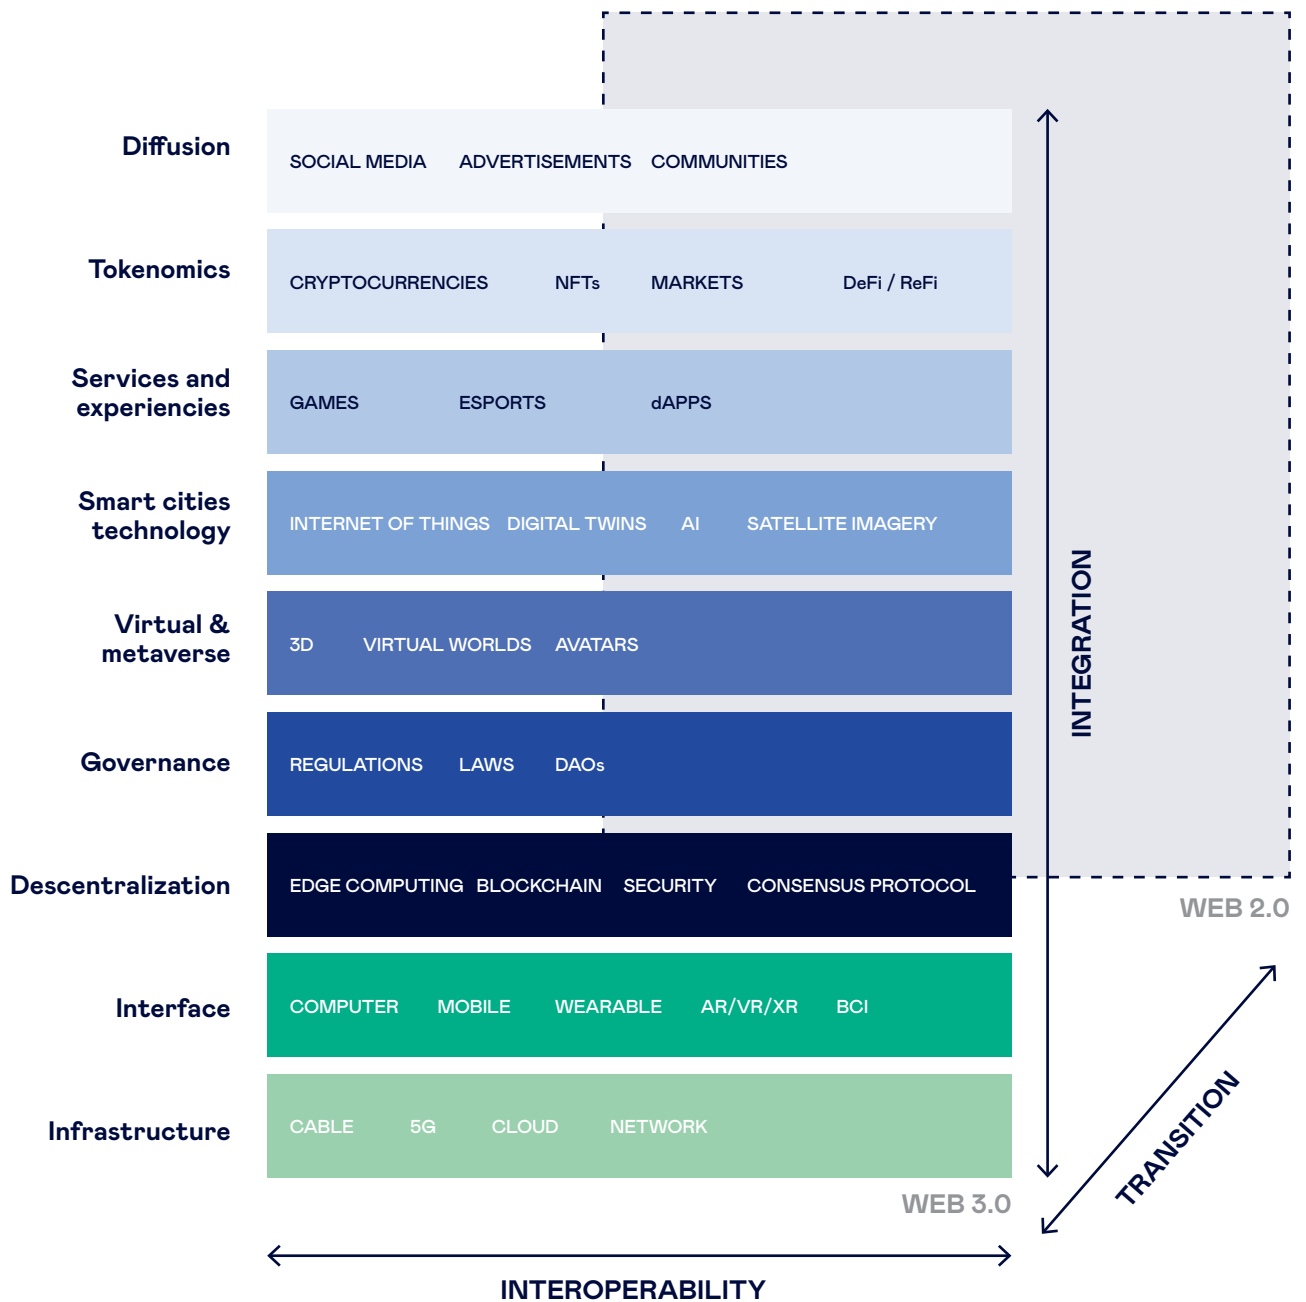 Diffusion
SOCIAL MEDIA ADVERTISEMENTS COMMUNITIES
Tokenomics
CRYPTOCURRENCIES NFTs MARKETS DeFi / ReFi
Services and
experiencies
GAMES ESPORTS dAPPS
Smart cities
technology
INTERNET OF THINGS DIGITAL TWINS AI SATELLITE IMAGERY
Virtual &
metaverse
3D VIRTUAL WORLDS AVATARS
Governance
REGULATIONS LAWS DAOs
Descentralization
EDGE COMPUTING BLOCKCHAIN SECURITY CONSENSUS PROTOCOL
Interface
COMPUTER MOBILE WEARABLE AR/VR/XR BCI
Infrastructure
CABLE 5G CLOUD NETWORK
INTEGRATION
WEB 2.0
TRANSITION
WEB 3.0
INTEROPERABILITY